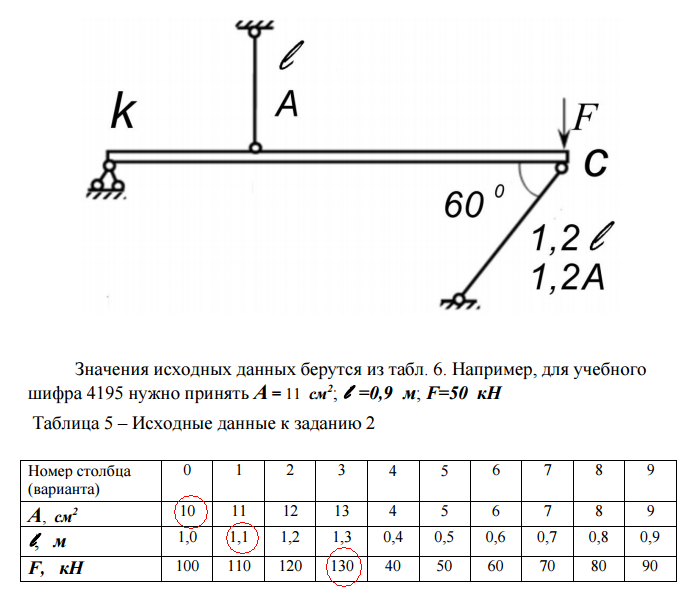 ℓ
k
A
F
C
60 ⁰
1,2 ℓ
1,2A
Значения исходных данных берутся из табл. 6. Например, для учебного
шифра 4195 нужно принять A = 11 см²; ℓ =0,9 м; F=50 кН
Таблица 5 – Исходные данные к заданию 2
Номер столбца (варианта) 0 1 2 3 4 5 6 7 8 9
A, см² 10 11 12 13 4 5 6 7 8 9
ℓ, м 1,0 1,1 1,2 1,3 0,4 0,5 0,6 0,7 0,8 0,9
F, кН 100 110 120 130 40 50 60 70 80 90